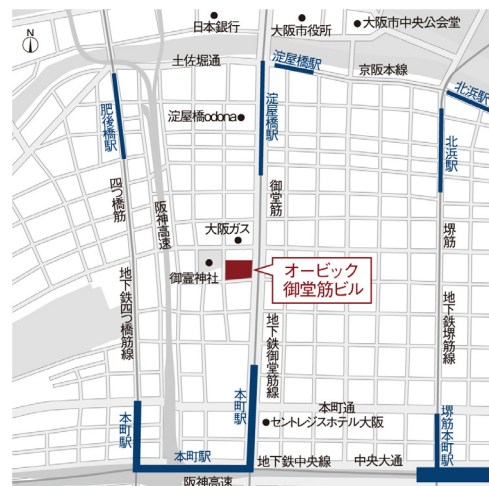 N
日本銀行
大阪市役所
大阪市中央公会堂
土佐堀通
淀屋橋駅
京阪本線
北浜駅
肥後橋駅
淀屋橋odona
淀屋橋駅
北浜駅
四つ橋筋
阪神高速
御堂筋
堺筋
大阪ガス
御霊神社
オービック
御堂筋ビル
地下鉄四つ橋筋線
地下鉄御堂筋線
地下鉄堺筋線
本町駅
本町駅
本町通
セントレジスホテル大阪
堺筋本町駅
本町駅
地下鉄中央線
中央大通
阪神高速